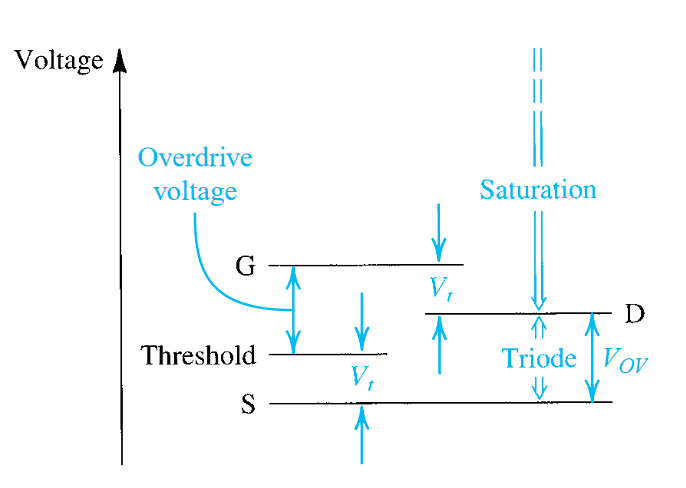 Voltage
Overdrive
voltage
Saturation
G
V_t
D
Threshold
Triode
V_OV
V_t
S